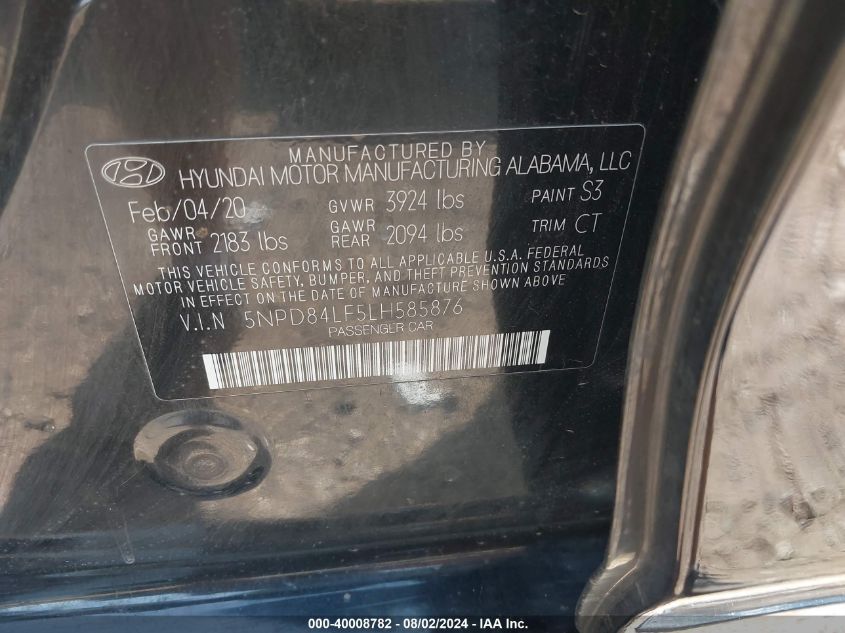 MANUFACTURED BY
HYUNDAI MOTOR MANUFACTURING ALABAMA, LLC
Feb/04/20 GVWR 3924 lbs PAINT S3
GAWR FRONT 2183 lbs GAWR REAR 2094 lbs TRIM CT
THIS VEHICLE CONFORMS TO ALL APPLICABLE U.S.A. FEDERAL
MOTOR VEHICLE SAFETY, BUMPER, AND THEFT PREVENTION STANDARDS
IN EFFECT ON THE DATE OF MANUFACTURE SHOWN ABOVE
V.I.N 5NPD84LF5LH585876
PASSENGER CAR
000-40008782 - 08/02/2024 - IAA Inc.